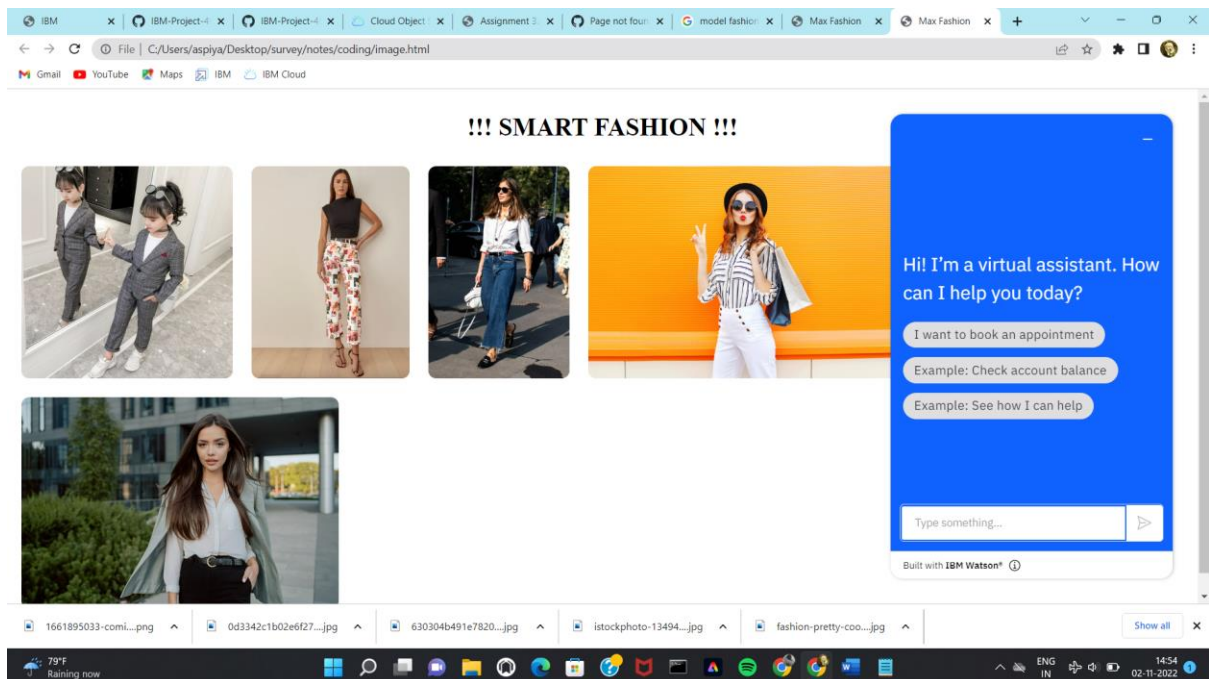 IBM
IBM-Project-4
IBM-Project-4
Cloud Object
Assignment 3
Page not foun
model fashion
Max Fashion
Max Fashion
File | C:/Users/aspiya/Desktop/survey/notes/coding/image.html
Gmail
YouTube
Maps
IBM
IBM Cloud
!!! SMART FASHION !!!
Hi! I'm a virtual assistant. How
can I help you today?
I want to book an appointment
Example: Check account balance
Example: See how I can help
Type something...
Built with IBM Watson®
1661895033-comi....png
0d3342c1b02e6f27....jpg
630304b491e7820....jpg
istockphoto-13494....jpg
fashion-pretty-coo....jpg
Show all
79°F
Raining now
ENG
IN
14:54
02-11-2022
1